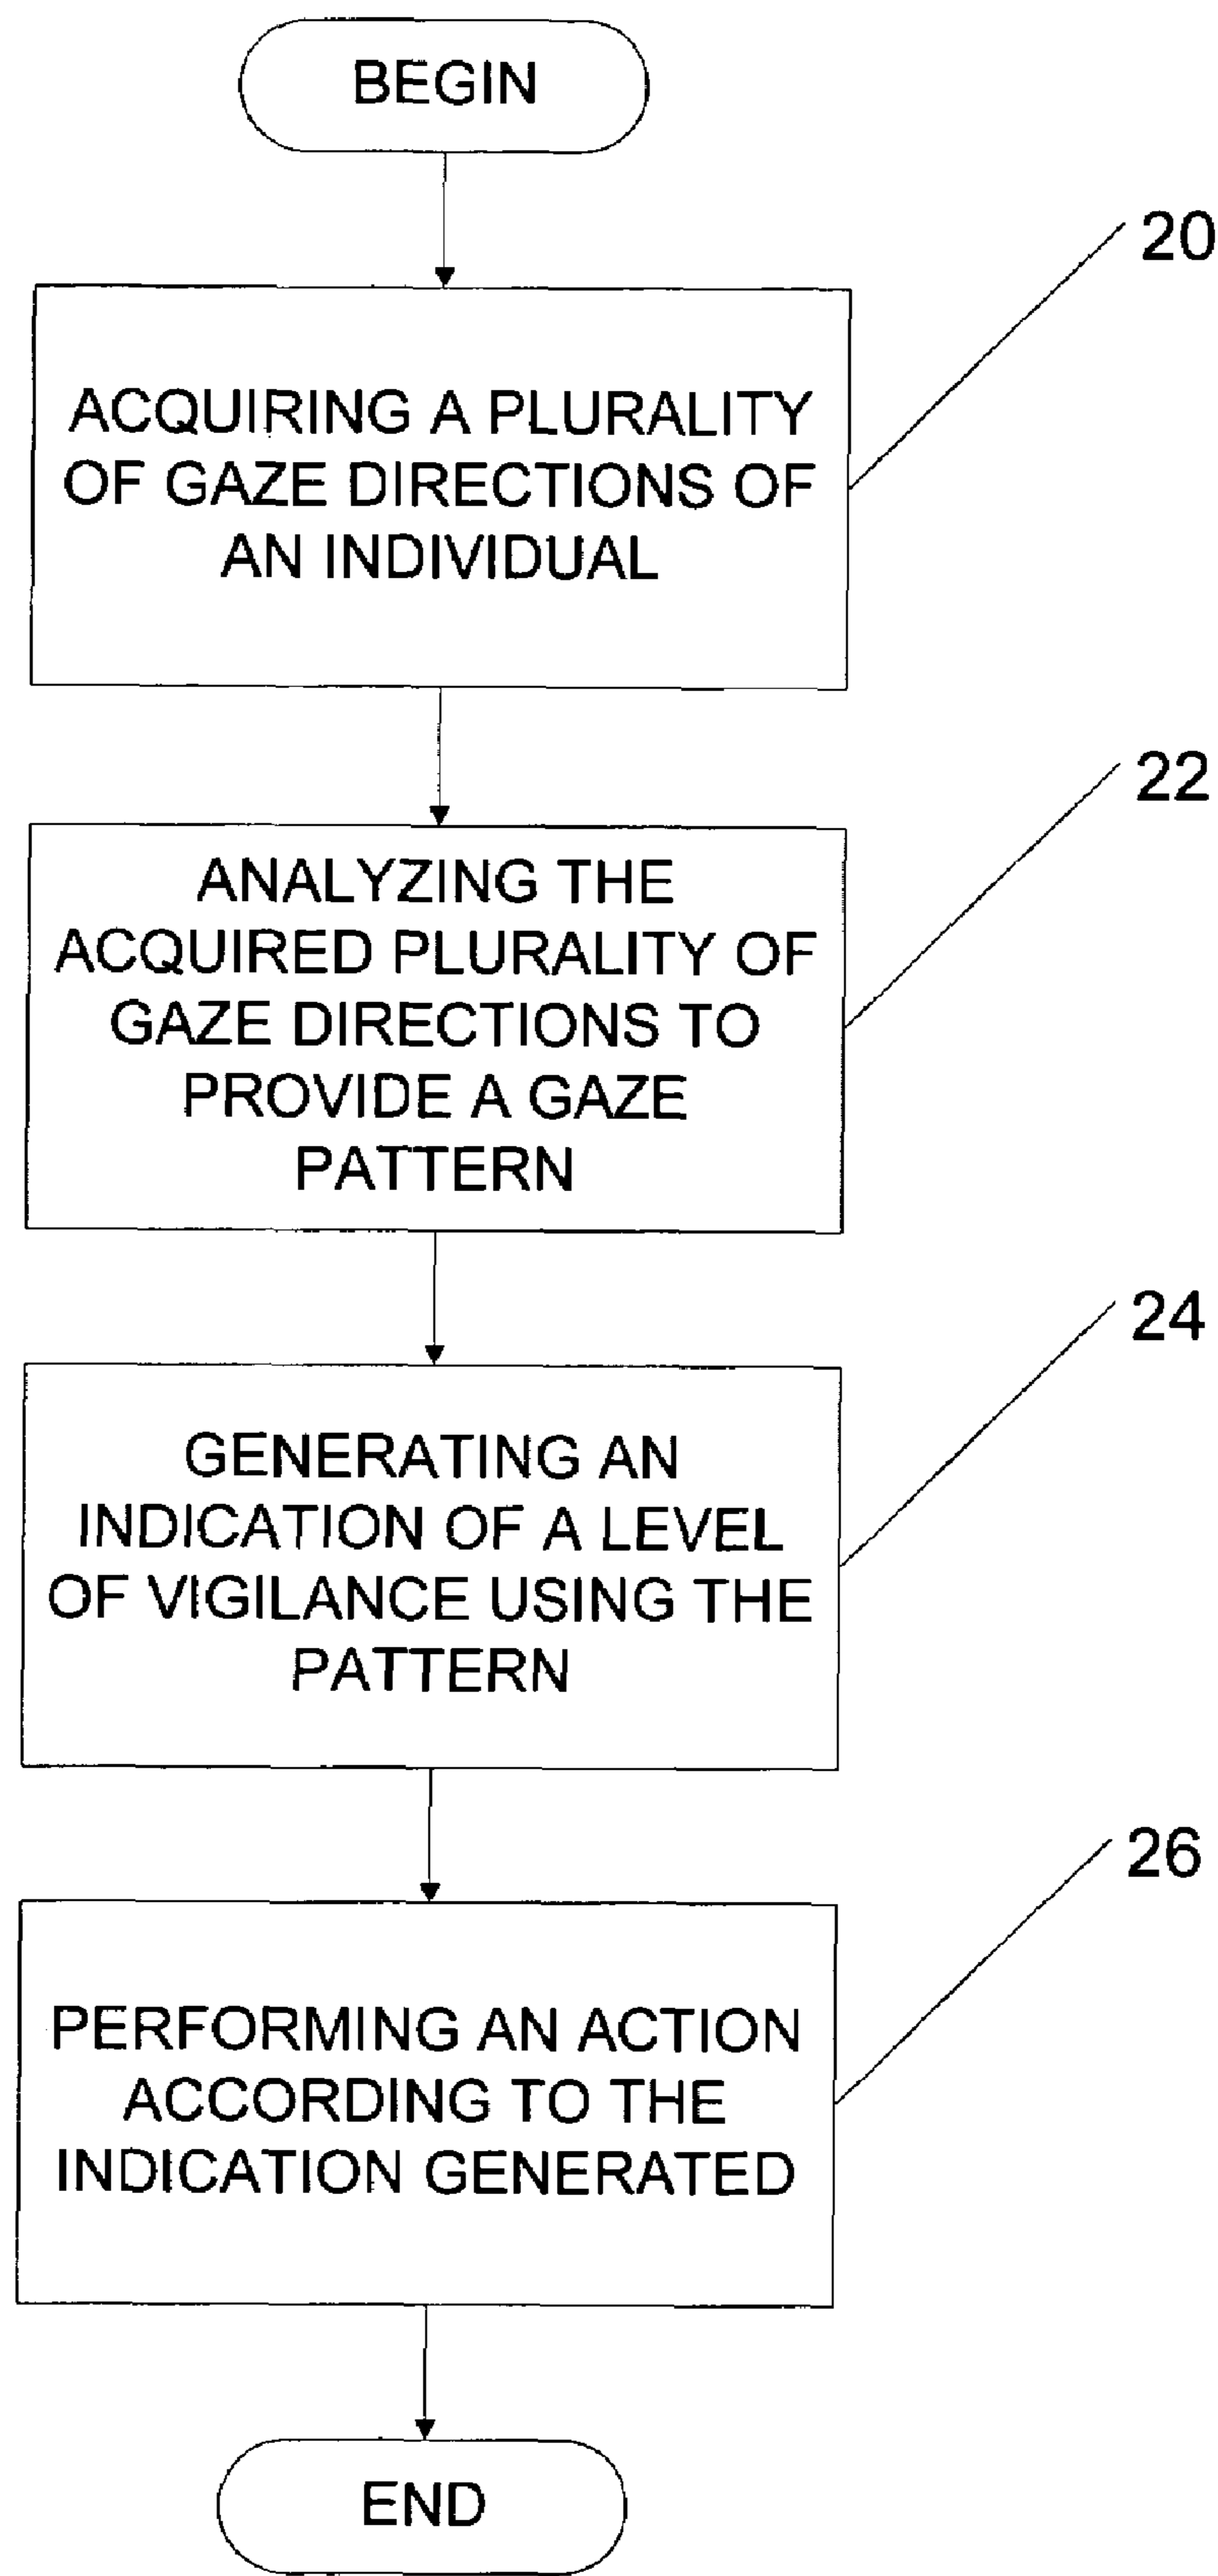 BEGIN
20
ACQUIRING A PLURALITY
OF GAZE DIRECTIONS OF
AN INDIVIDUAL
22
ANALYZING THE
ACQUIRED PLURALITY OF
GAZE DIRECTIONS TO
PROVIDE A GAZE
PATTERN
24
GENERATING AN
INDICATION OF A LEVEL
OF VIGILANCE USING THE
PATTERN
26
PERFORMING AN ACTION
ACCORDING TO THE
INDICATION GENERATED
END